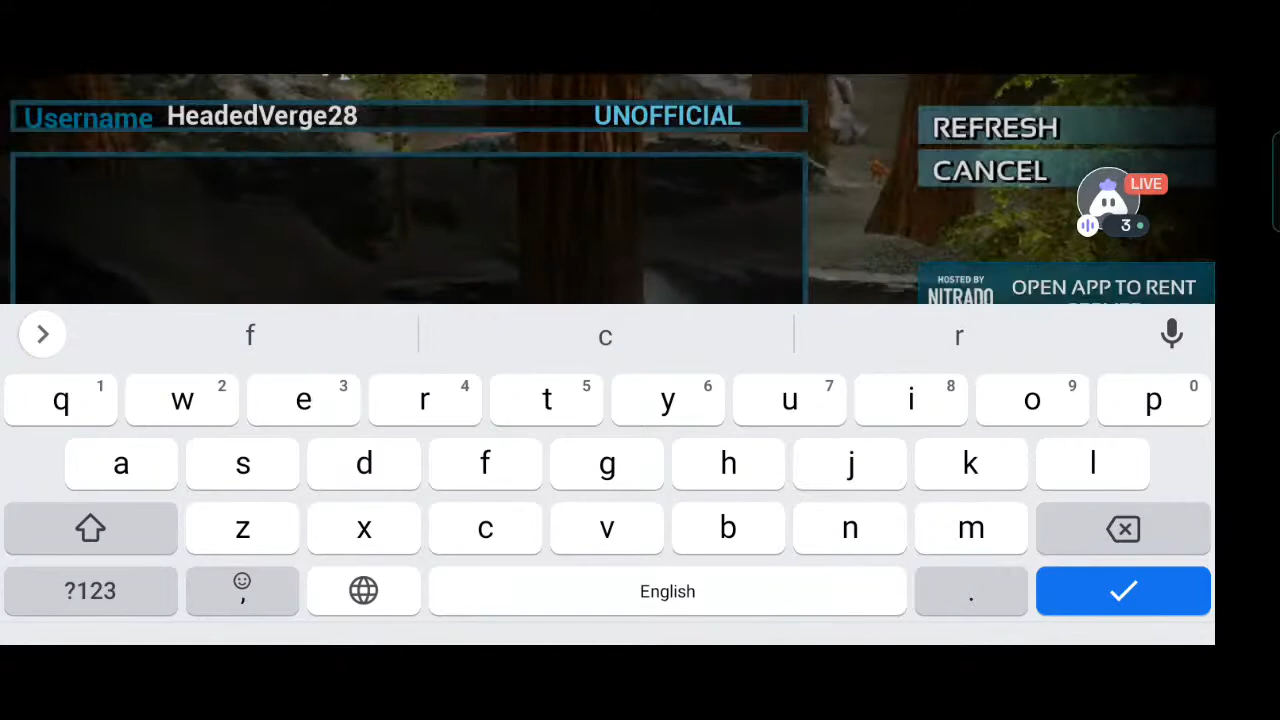 Username HeadedVerge28 UNOFFICIAL
REFRESH
CANCEL
LIVE
3
HOSTED BY
NITRADO
OPEN APP TO RENT
f c r
q 1 w 2 e 3 r 4 t 5 y 6 u 7 i 8 o 9 p 0
a s d f g h j k l
z x c v b n m
?123 , English .